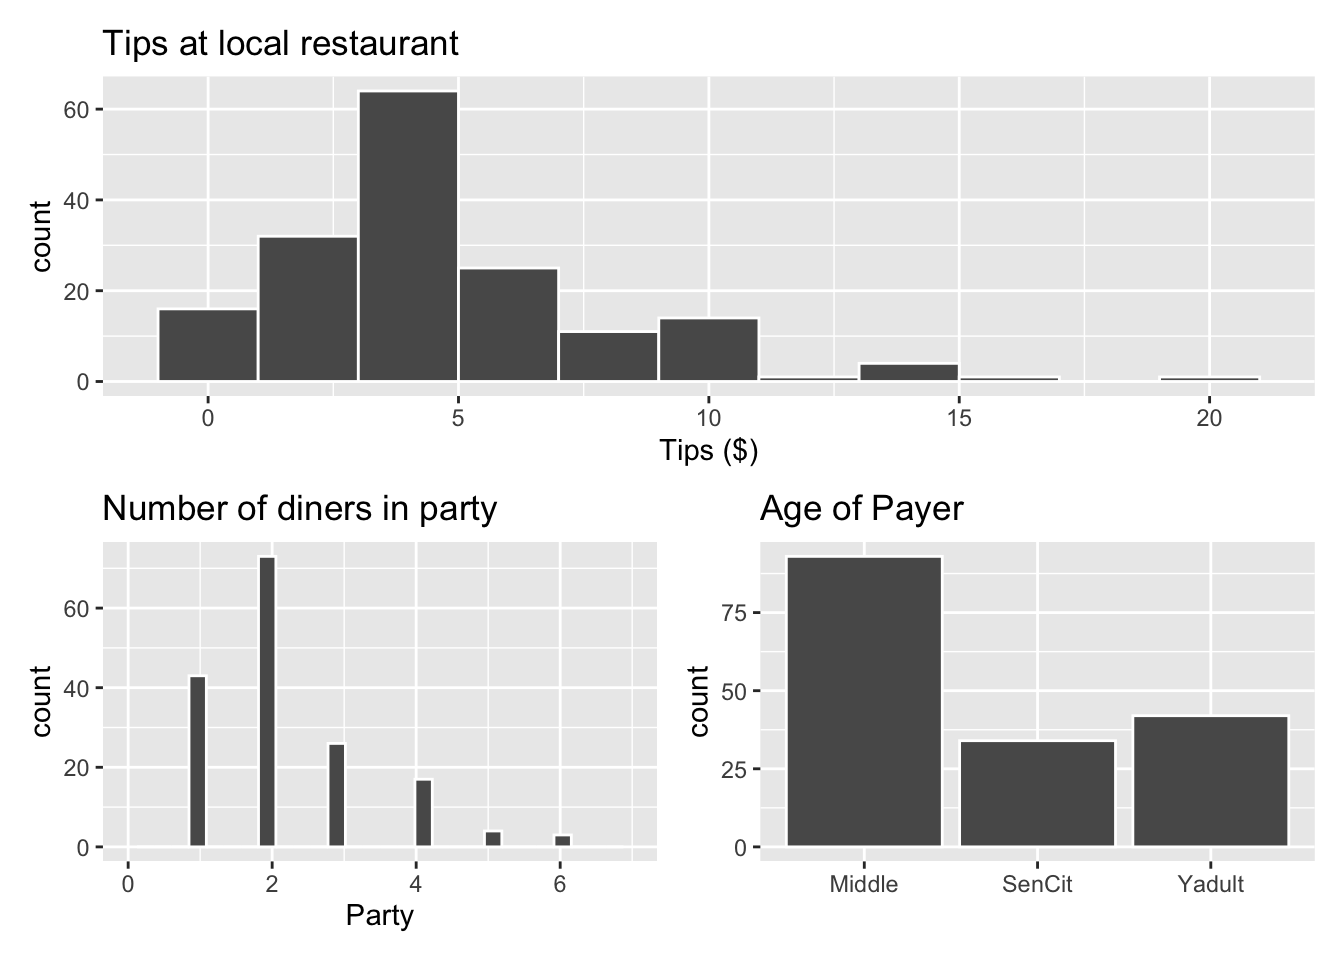 Tips at local restaurant
count
60
40
20
0
0 5 10 15 20
Tips ($)
Number of diners in party
count
60
40
20
0
0 2 4 6
Party
Age of Payer
count
75
50
25
0
Middle SenCit Yadult